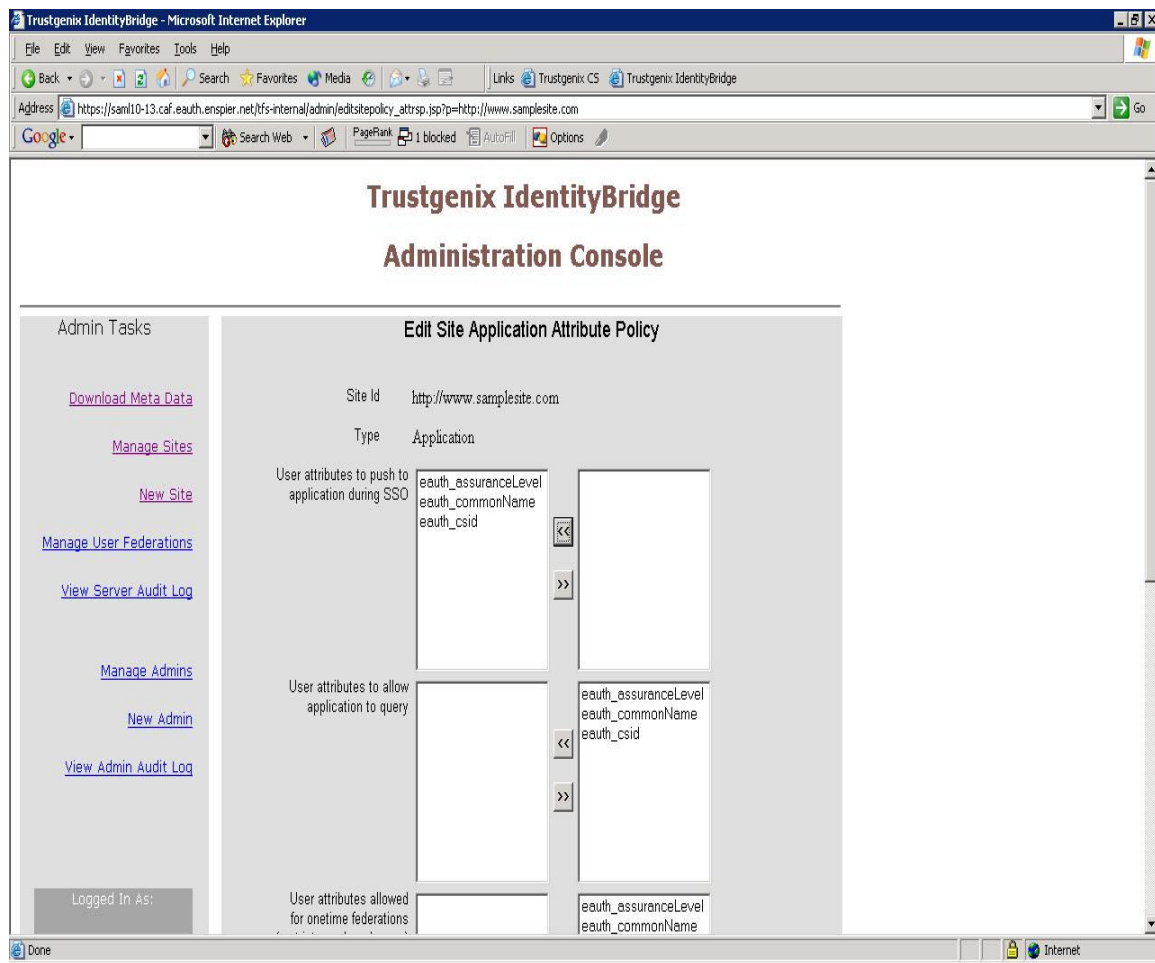 Trustgenix IdentityBridge - Microsoft Internet Explorer
File Edit View Favorites Tools Help
Back Search Favorites Media Links Trustgenix CS Trustgenix IdentityBridge
Address https://saml10-13.caf.eauth.enspier.net/tfs-internal/admin/editsitepolicy_attrsp.jsp?p=http://www.samplesite.com Go
Google Search Web PageRank 1 blocked AutoFill Options
Trustgenix IdentityBridge
Administration Console
Admin Tasks
Download Meta Data
Manage Sites
New Site
Manage User Federations
View Server Audit Log
Manage Admins
New Admin
View Admin Audit Log
Logged In As:
Edit Site Application Attribute Policy
Site Id http://www.samplesite.com
Type Application
User attributes to push to
application during SSO
eauth_assuranceLevel
eauth_commonName
eauth_csid
<<
>>
User attributes to allow
application to query
<<
>>
eauth_assuranceLevel
eauth_commonName
eauth_csid
User attributes allowed
for onetime federations
eauth_assuranceLevel
eauth_commonName
Done Internet